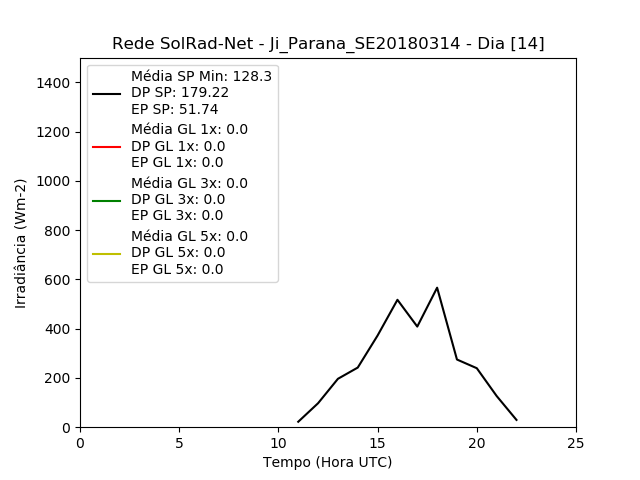 Rede SolRad-Net - Ji_Parana_SE20180314 - Dia [14]
Irradiância (Wm-2)
1400
1200
1000
800
600
400
200
0
Média SP Min: 128.3
DP SP: 179.22
EP SP: 51.74
Média GL 1x: 0.0
DP GL 1x: 0.0
EP GL 1x: 0.0
Média GL 3x: 0.0
DP GL 3x: 0.0
EP GL 3x: 0.0
Média GL 5x: 0.0
DP GL 5x: 0.0
EP GL 5x: 0.0
0 5 10 15 20 25
Tempo (Hora UTC)